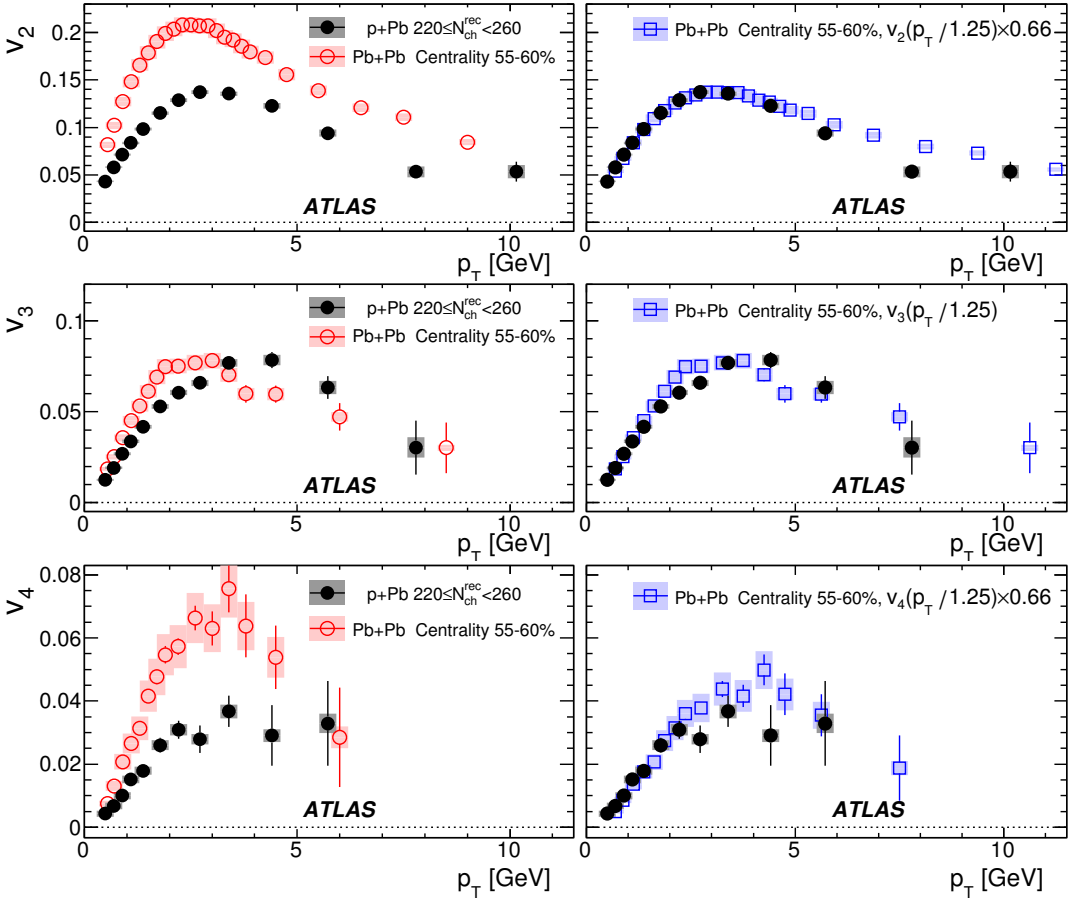 v₂
0.2
0.15
0.1
0.05
0
p+Pb 220≤N_ch^rec<260
Pb+Pb Centrality 55-60%
ATLAS
0 5 10
p_T [GeV]
Pb+Pb Centrality 55-60%, v₂(p_T /1.25)×0.66
ATLAS
0 5 10
p_T [GeV]
v₃
0.1
0.05
0
p+Pb 220≤N_ch^rec<260
Pb+Pb Centrality 55-60%
ATLAS
0 5 10
p_T [GeV]
Pb+Pb Centrality 55-60%, v₃(p_T /1.25)
ATLAS
0 5 10
p_T [GeV]
v₄
0.08
0.06
0.04
0.02
0
p+Pb 220≤N_ch^rec<260
Pb+Pb Centrality 55-60%
ATLAS
0 5 10
p_T [GeV]
Pb+Pb Centrality 55-60%, v₄(p_T /1.25)×0.66
ATLAS
0 5 10
p_T [GeV]